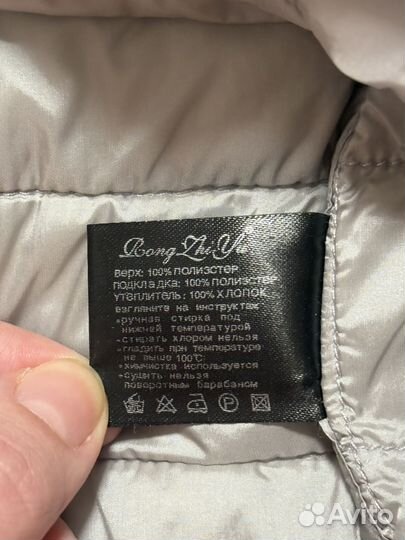 Rong Zhi Yu
ВЕРХ: 100% ПОЛИЭСТЕР
ПОДКЛАДКА: 100% ПОЛИЭСТЕР
УТЕПЛИТЕЛЬ: 100% ХЛОПОК
взгляните на инструктаж
•ручная стирка под
нижней температурой
•стирать хлором нельзя
•гладить при температуре
не выше 100℃:
•химчистка используется
•сушить нельзя
поворотным барабаном
P
Avito